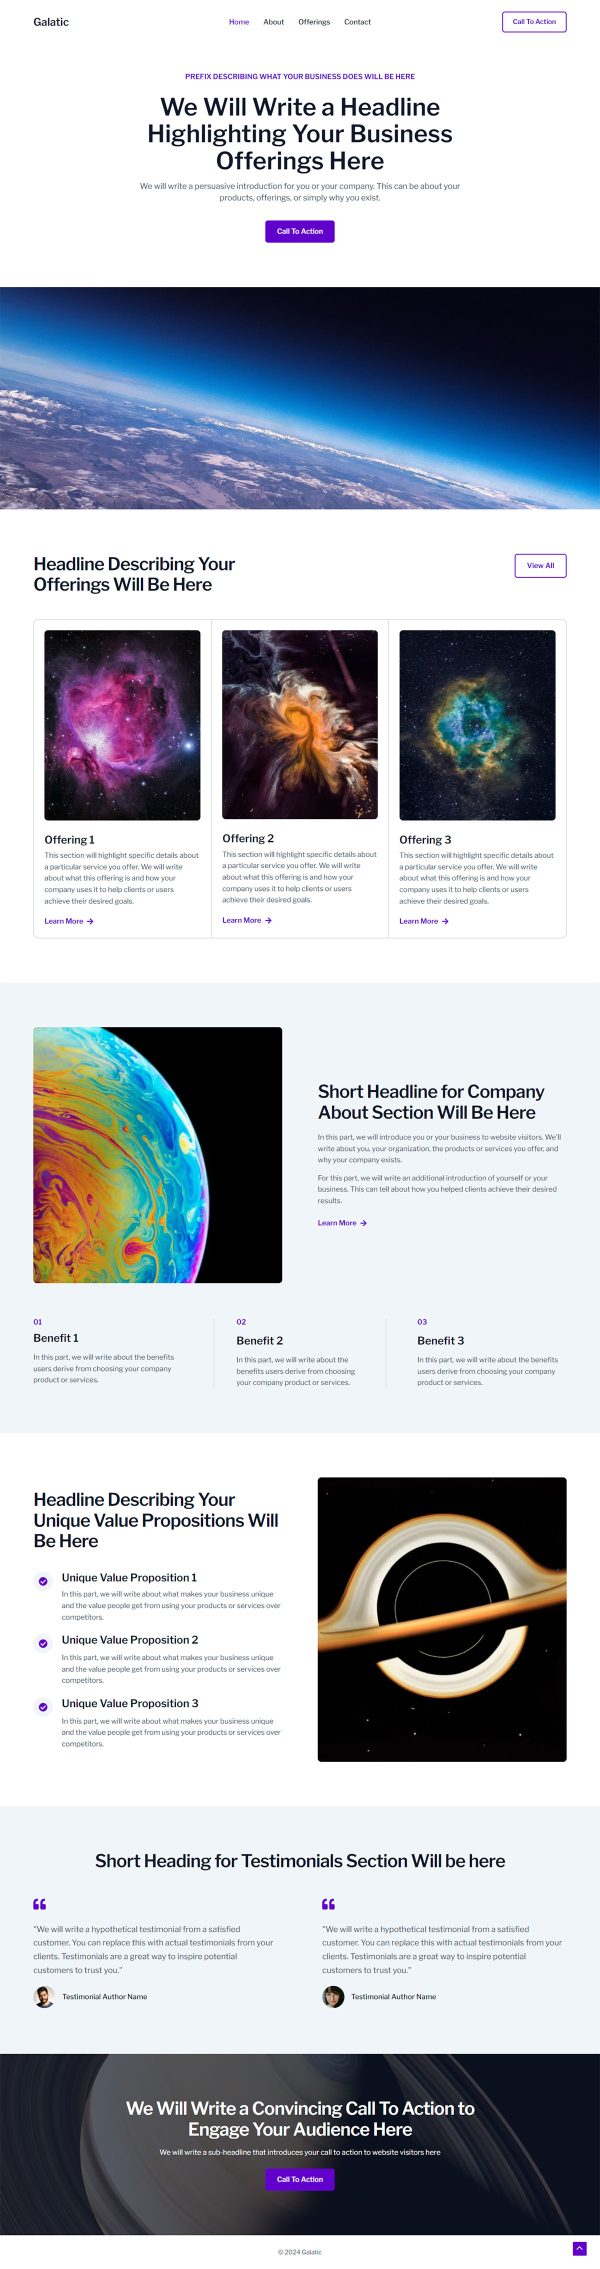 Galatic
Home
About
Offerings
Contact
Call To Action
PREFIX DESCRIBING WHAT YOUR BUSINESS DOES WILL BE HERE
We Will Write a Headline
Highlighting Your Business
Offerings Here
We will write a persuasive introduction for you or your company. This can be about your
products, offerings, or simply why you exist.
Call To Action
Headline Describing Your
Offerings Will Be Here
View All
Offering 1
This section will highlight specific details about
a particular service you offer. We will write
about what this offering is and how your
company uses it to help clients or users
achieve their desired goals.
Learn More
Offering 2
This section will highlight specific details about
a particular service you offer. We will write
about what this offering is and how your
company uses it to help clients or users
achieve their desired goals.
Learn More
Offering 3
This section will highlight specific details about
a particular service you offer. We will write
about what this offering is and how your
company uses it to help clients or users
achieve their desired goals.
Learn More
Short Headline for Company
About Section Will Be Here
In this part, we will introduce you or your business to website visitors. We'll
write about you, your organization, the products or services you offer, and
why your company exists.
For this part, we will write an additional introduction of yourself or your
business. This can tell about how you helped clients achieve their desired
results.
Learn More
01
Benefit 1
In this part, we will write about the benefits
users derive from choosing your company
product or services.
02
Benefit 2
In this part, we will write about the
benefits users derive from choosing
your company product or services.
03
Benefit 3
In this part, we will write about the benefits
users derive from choosing your company
product or services.
Headline Describing Your
Unique Value Propositions Will
Be Here
Unique Value Proposition 1
In this part, we will write about what makes your business unique
and the value people get from using your products or services over
competitors.
Unique Value Proposition 2
In this part, we will write about what makes your business unique
and the value people get from using your products or services over
competitors.
Unique Value Proposition 3
In this part, we will write about what makes your business unique
and the value people get from using your products or services over
competitors.
Short Heading for Testimonials Section Will be here
"We will write a hypothetical testimonial from a satisfied
customer. You can replace this with actual testimonials from your
clients. Testimonials are a great way to inspire potential
customers to trust you."
Testimonial Author Name
"We will write a hypothetical testimonial from a satisfied
customer. You can replace this with actual testimonials from your
clients. Testimonials are a great way to inspire potential
customers to trust you."
Testimonial Author Name
We Will Write a Convincing Call To Action to
Engage Your Audience Here
We will write a sub-headline that introduces your call to action to website visitors here
Call To Action
© 2024 Galatic